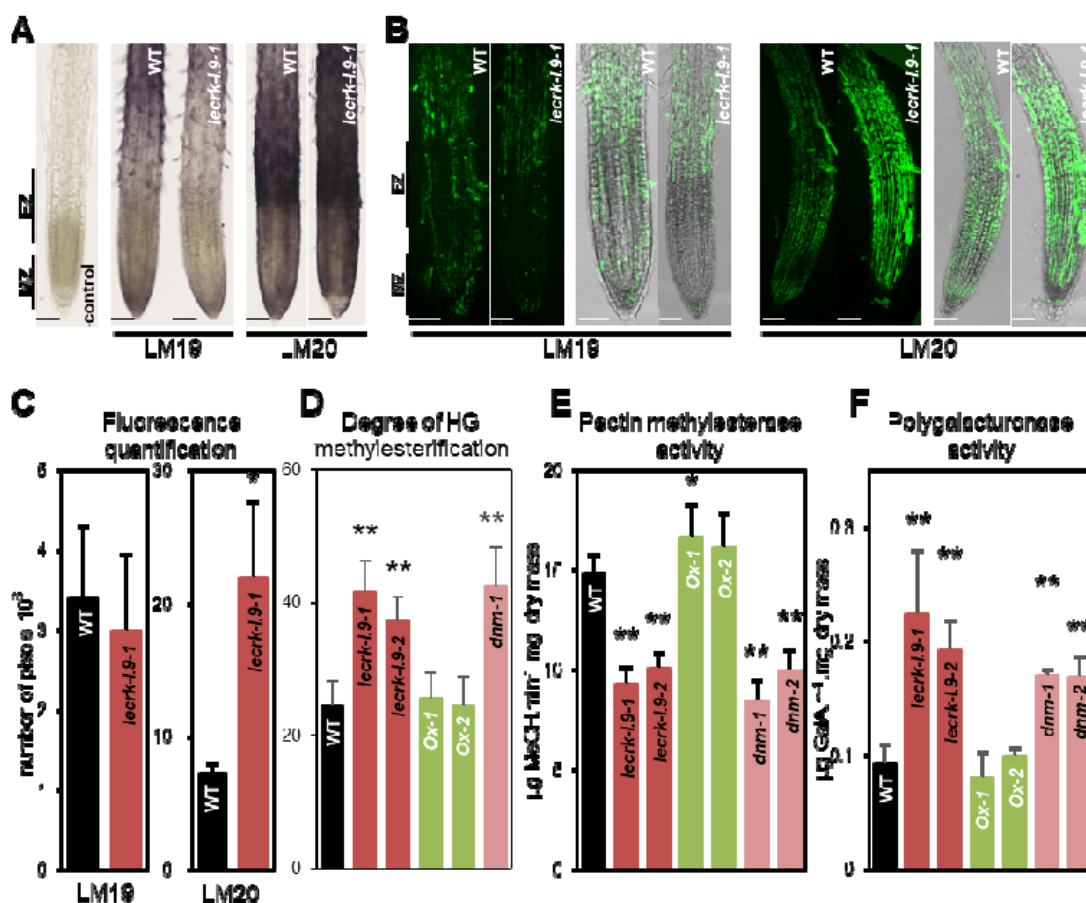 A
B
WT
lecrk-I.9-1
WT
lecrk-I.9-1
WT
lecrk-I.9-1
WT
lecrk-I.9-1
WT
lecrk-I.9-1
WT
lecrk-I.9-1
EZ
EZ
MZ
MZ
control
LM19
LM20
LM19
LM20
C
Fluorescence
quantification
D
Degree of HG
methylesterification
E
Pectin methylesterase
activity
F
Polygalacturonase
activity
30
60
20
40
20
10
20
15
10
5
0
0
0
0
0
0.1
*
**
**
**
*
**
**
**
**
**
**
**
**
WT
lecrk-I.9-1
WT
lecrk-I.9-1
WT
lecrk-I.9-1
lecrk-I.9-2
Ox-1
Ox-2
dnm-1
WT
lecrk-I.9-1
lecrk-I.9-2
Ox-1
Ox-2
dnm-1
dnm-2
WT
lecrk-I.9-1
lecrk-I.9-2
Ox-1
Ox-2
dnm-1
dnm-2
LM19
LM20